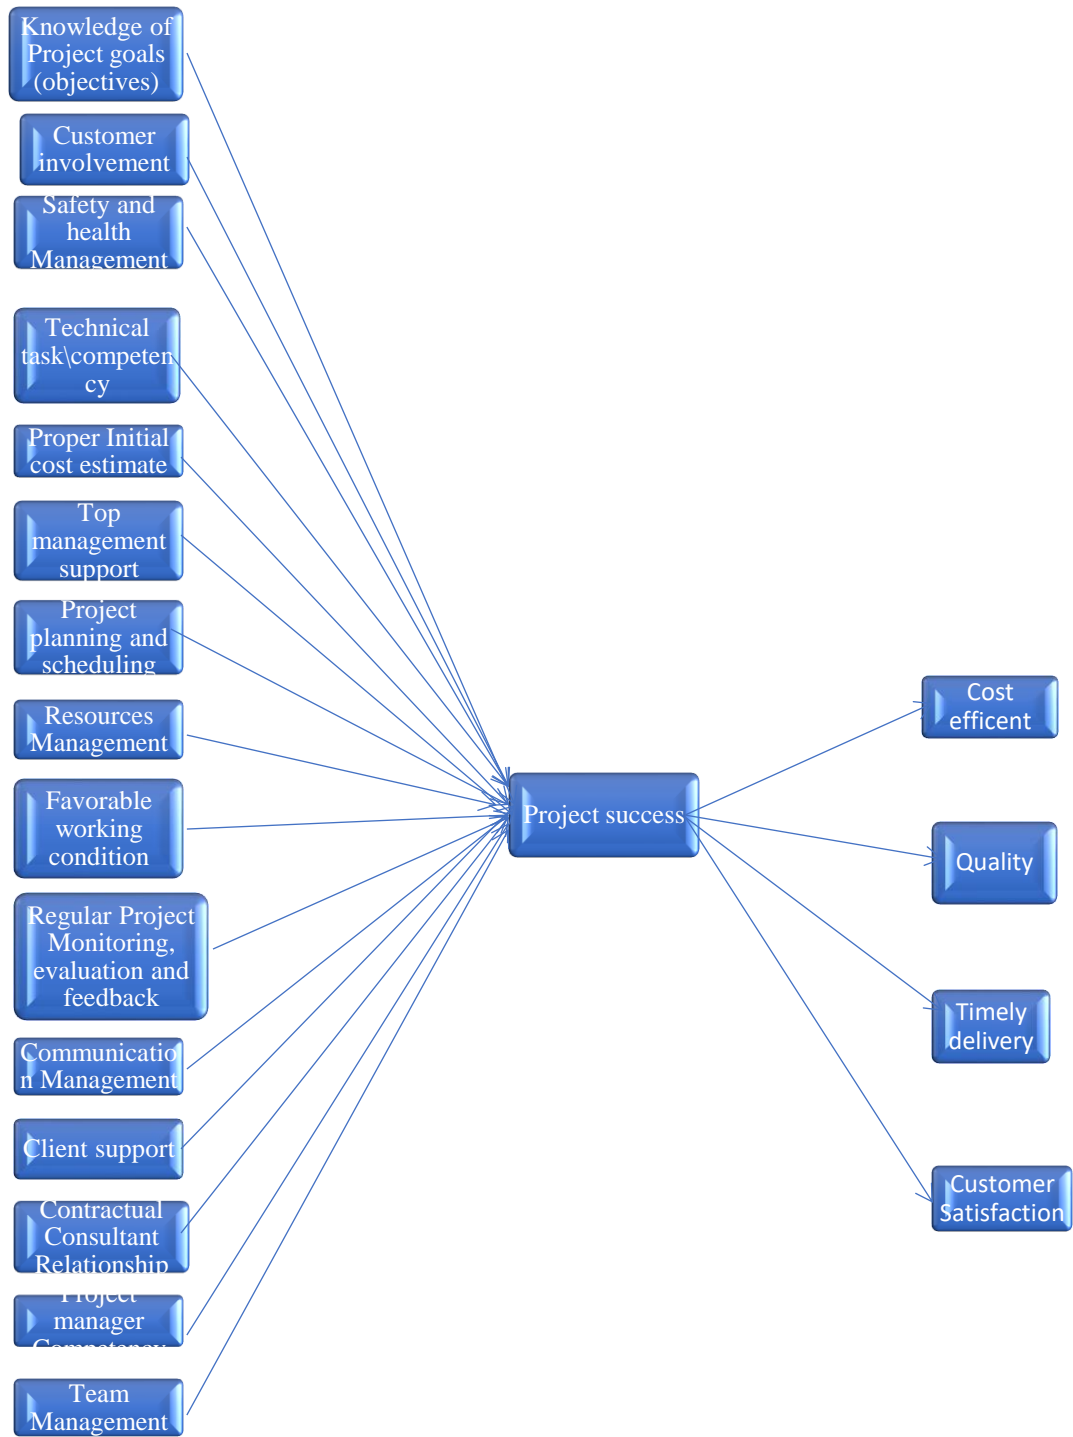 Knowledge of
Project goals
(objectives)
Customer
involvement
Safety and
health
Management
Technical
task\competen
cy
Proper Initial
cost estimate
Top
management
support
Project
planning and
scheduling
Resources
Management
Favorable
working
condition
Regular Project
Monitoring,
evaluation and
feedback
Communicatio
n Management
Client support
Contractual
Consultant
Relationship
Project
manager
Competency
Team
Management
Project success
Cost
efficent
Quality
Timely
delivery
Customer
Satisfaction